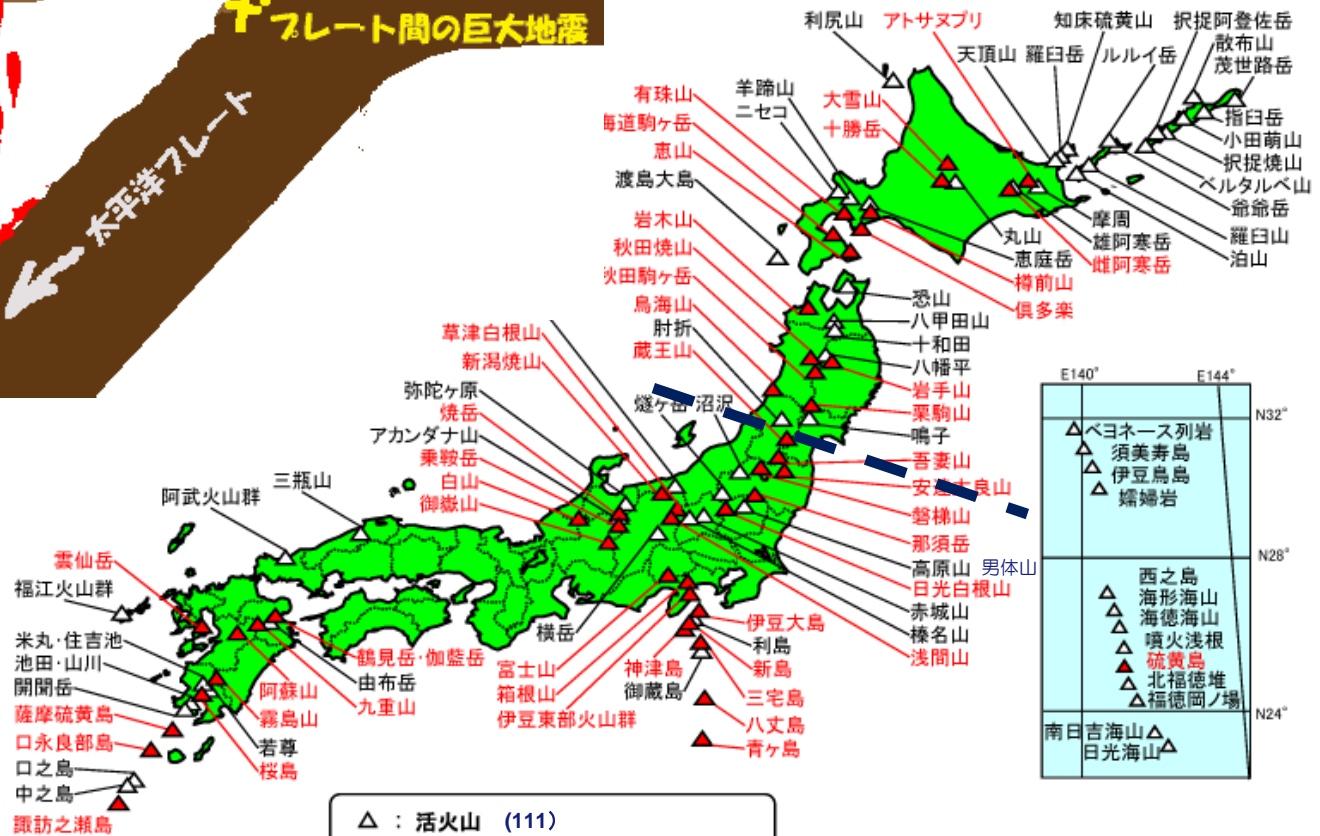 プレート間の巨大地震
太平洋プレート
利尻山
アトサヌプリ
知床硫黄山
択捉阿登佐岳
天頂山
羅臼岳
ルルイ岳
散布山
茂世路岳
羊蹄山
ニセコ
有珠山
海道駒ヶ岳
恵山
渡島大島
大雪山
十勝岳
指臼岳
小田萌山
択捉焼山
ベルタルベ山
爺爺岳
羅臼山
泊山
摩周
雄阿寒岳
雌阿寒岳
丸山
恵庭岳
樽前山
倶多楽
岩木山
秋田焼山
秋田駒ヶ岳
鳥海山
肘折
蔵王山
恐山
八甲田山
十和田
八幡平
岩手山
栗駒山
鳴子
吾妻山
安達太良山
磐梯山
那須岳
高原山
男体山
日光白根山
赤城山
榛名山
浅間山
燧ヶ岳
沼沢
草津白根山
新潟焼山
弥陀ヶ原
焼岳
アカンダナ山
乗鞍岳
白山
御嶽山
三瓶山
阿武火山群
横岳
富士山
箱根山
伊豆東部火山群
伊豆大島
利島
新島
神津島
御蔵島
三宅島
八丈島
青ヶ島
雲仙岳
福江火山群
米丸・住吉池
池田・山川
開聞岳
薩摩硫黄島
口永良部島
口之島
中之島
諏訪之瀬島
鶴見岳・伽藍岳
由布岳
九重山
阿蘇山
霧島山
若尊
桜島
E140°
E144°
N32°
ベヨネース列岩
須美寿島
伊豆鳥島
孀婦岩
N28°
西之島
海形海山
海徳海山
噴火浅根
硫黄島
北福徳堆
福徳岡ノ場
N24°
南日吉海山
日光海山
△ : 活火山 (111)